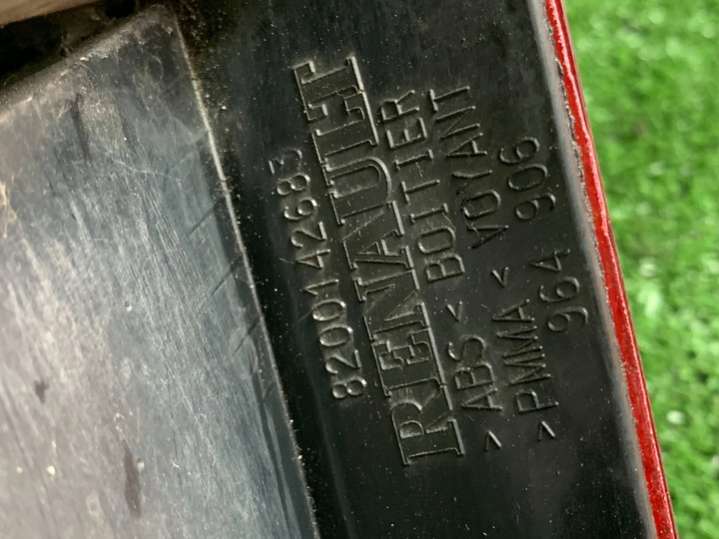 8200142683
RENAULT
>ABS< BOITIER
>PMMA< VOYANT
964 906